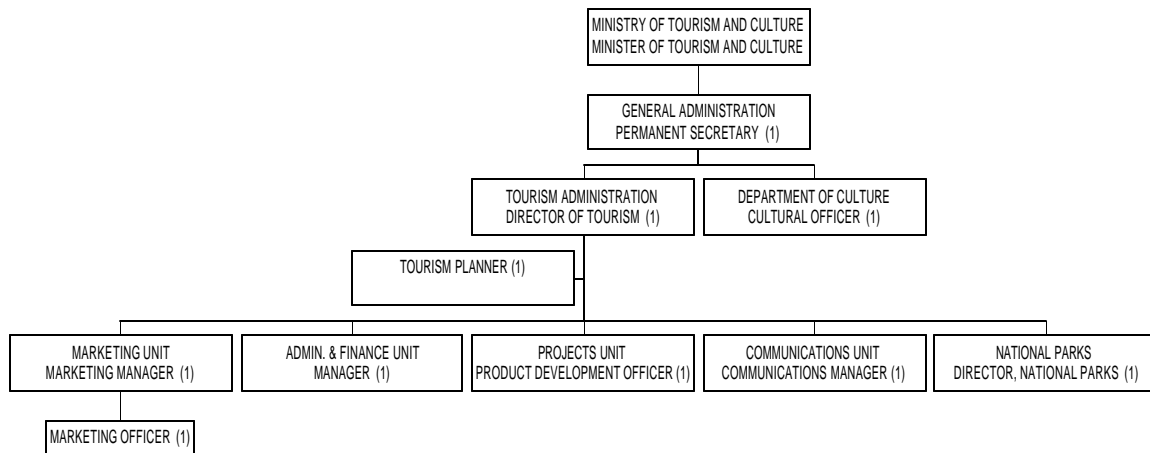 MINISTRY OF TOURISM AND CULTURE
MINISTER OF TOURISM AND CULTURE
GENERAL ADMINISTRATION
PERMANENT SECRETARY (1)
TOURISM ADMINISTRATION
DIRECTOR OF TOURISM (1)
DEPARTMENT OF CULTURE
CULTURAL OFFICER (1)
TOURISM PLANNER (1)
MARKETING UNIT
MARKETING MANAGER (1)
ADMIN. & FINANCE UNIT
MANAGER (1)
PROJECTS UNIT
PRODUCT DEVELOPMENT OFFICER (1)
COMMUNICATIONS UNIT
COMMUNICATIONS MANAGER (1)
NATIONAL PARKS
DIRECTOR, NATIONAL PARKS (1)
MARKETING OFFICER (1)